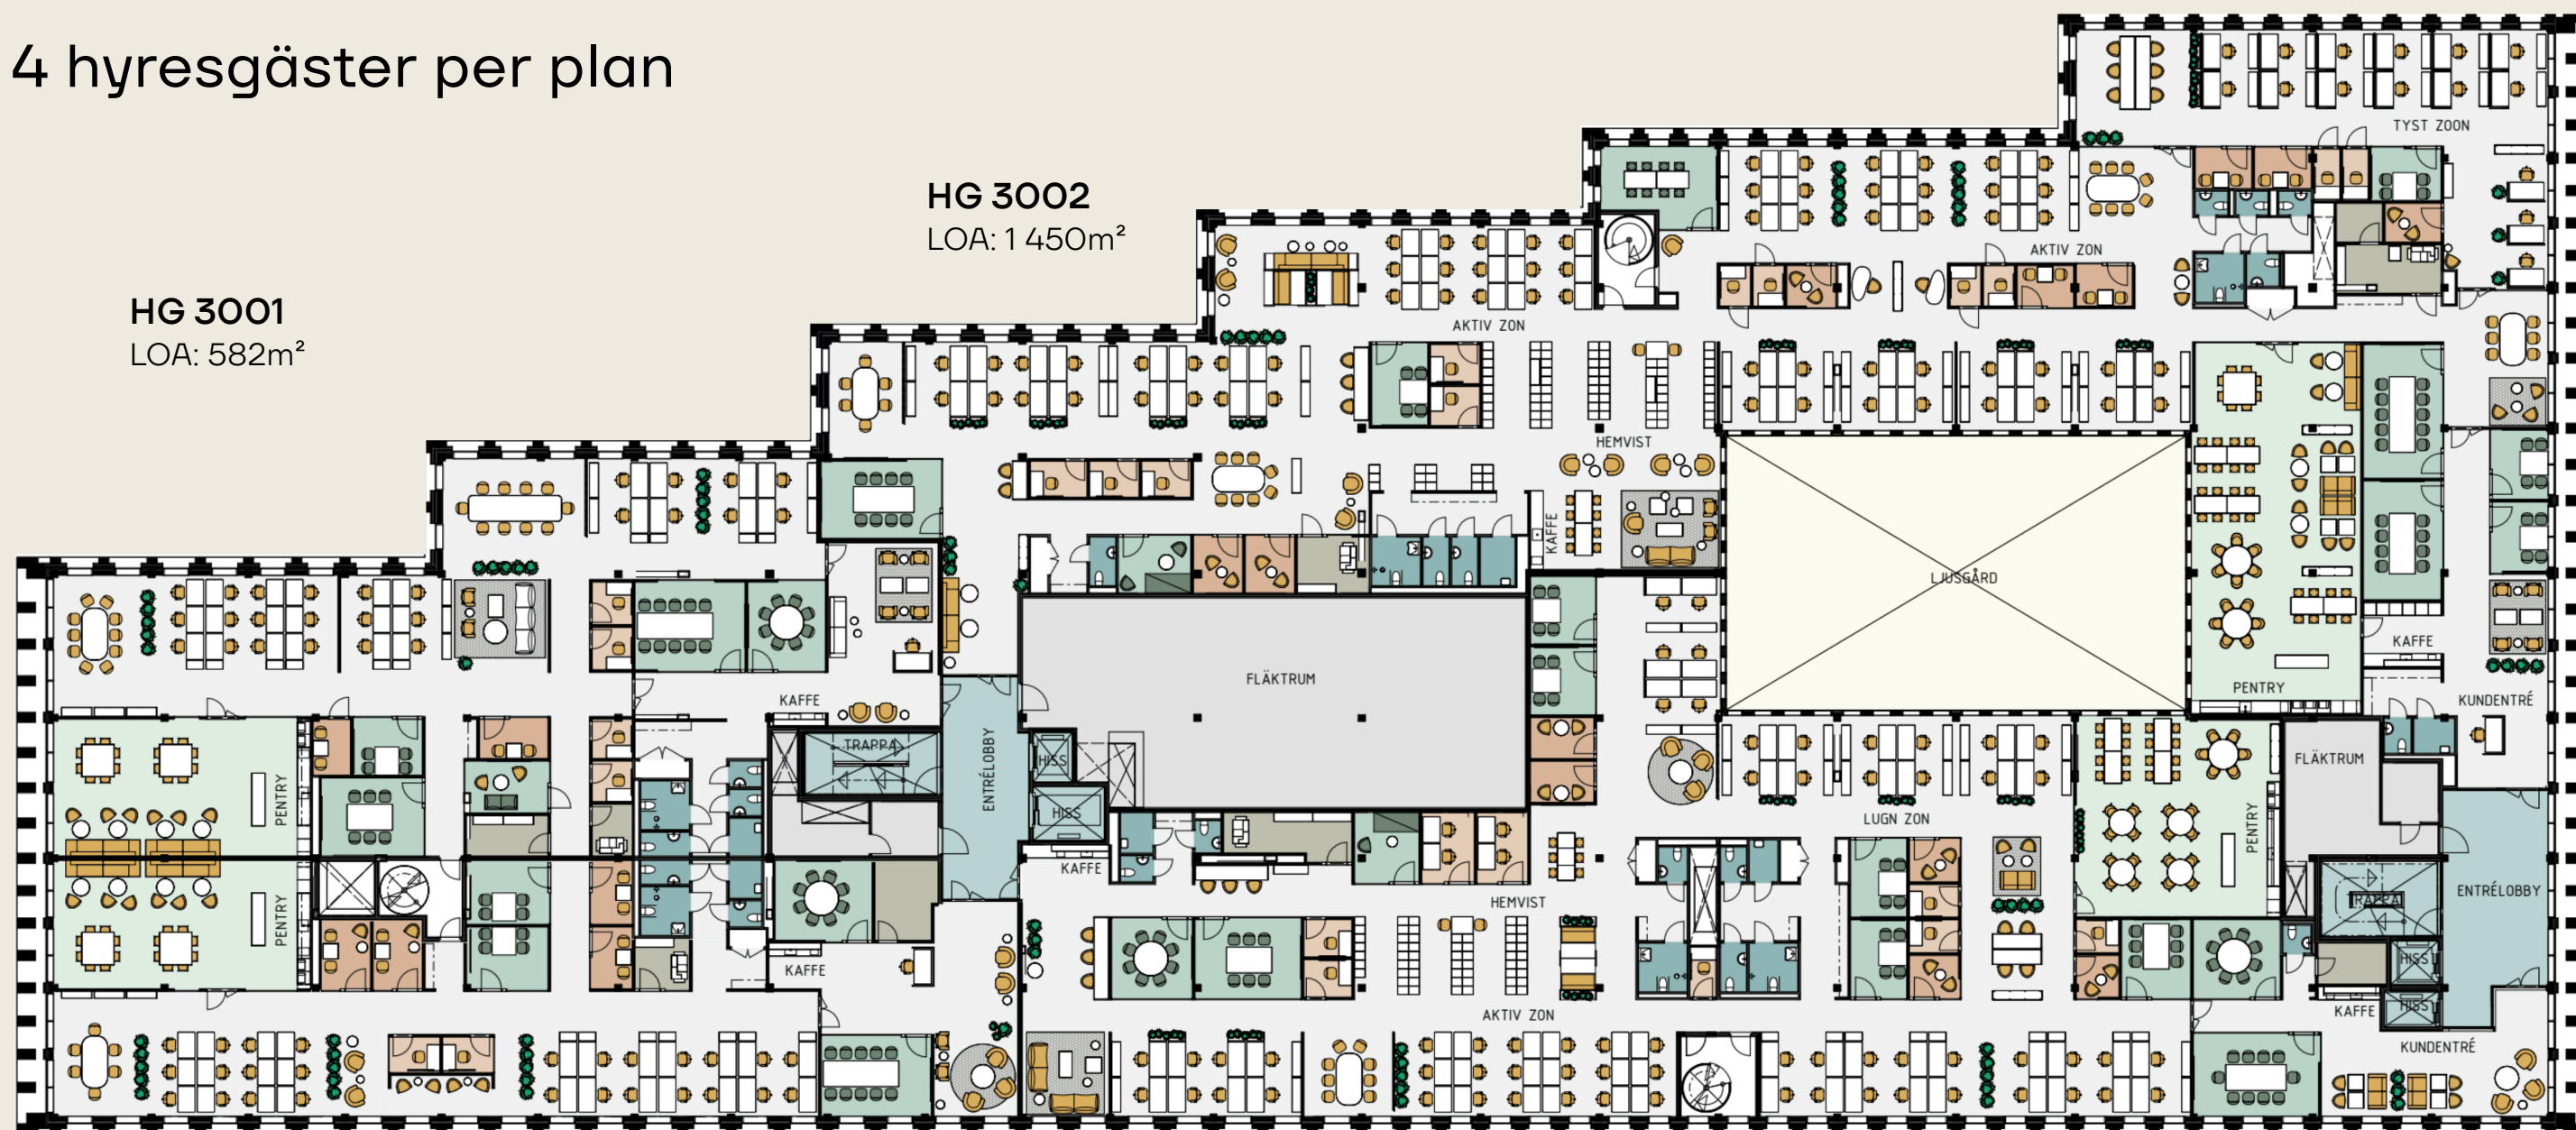 4 hyresgäster per plan
TYST ZOON
HG 3002
LOA: 1 450m²
AKTIV ZON
HG 3001
LOA: 582m²
AKTIV ZON
HEMVIST
KAFFE
LJUSGÅRD
KAFFE
FLÄKTRUM
PENTRY
KUNDENTRÉ
KAFFE
TRAPPA
ENTRÉLOBBY
HISS
FLÄKTRUM
PENTRY
HISS
LUGN ZON
PENTRY
KAFFE
ENTRÉLOBBY
TRAPPA
HEMVIST
PENTRY
KAFFE
HISS
HISS
KAFFE
AKTIV ZON
KUNDENTRÉ